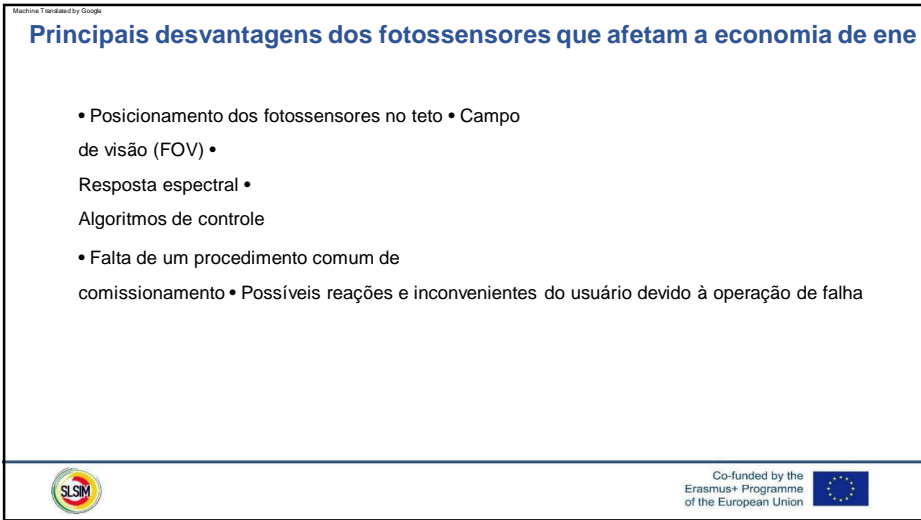 Machine Translated by Google
Principais desvantagens dos fotossensores que afetam a economia de ene
• Posicionamento dos fotossensores no teto • Campo
de visão (FOV) •
Resposta espectral •
Algoritmos de controle
• Falta de um procedimento comum de
comissionamento • Possíveis reações e inconvenientes do usuário devido à operação de falha
SLSIM
Co-funded by the
Erasmus+ Programme
of the European Union